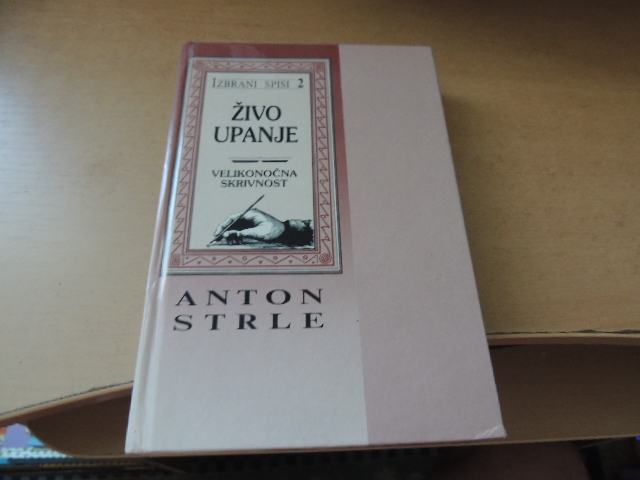 IZBRANI SPISI 2
ŽIVO
UPANJE
VELIKONOČNA
SKRIVNOST
ANTON
STRLE